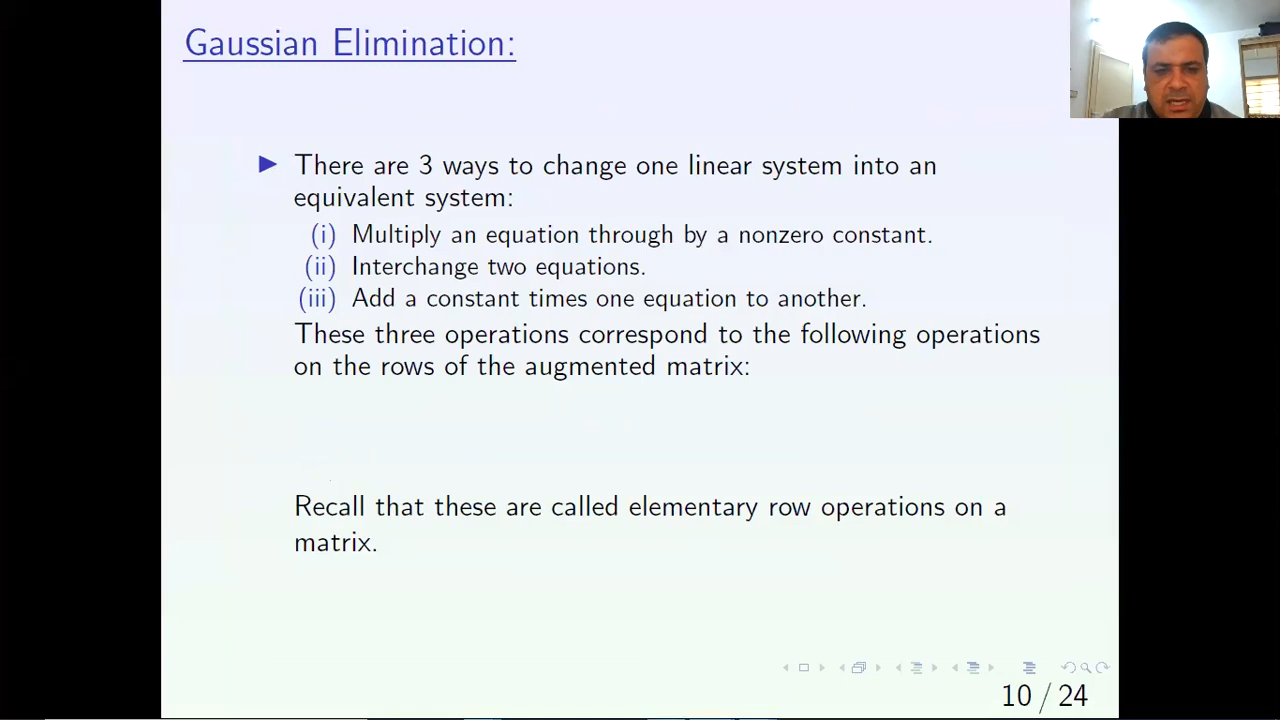 Gaussian Elimination:
▶ There are 3 ways to change one linear system into an
equivalent system:
(i) Multiply an equation through by a nonzero constant.
(ii) Interchange two equations.
(iii) Add a constant times one equation to another.
These three operations correspond to the following operations
on the rows of the augmented matrix:
Recall that these are called elementary row operations on a
matrix.
10 / 24